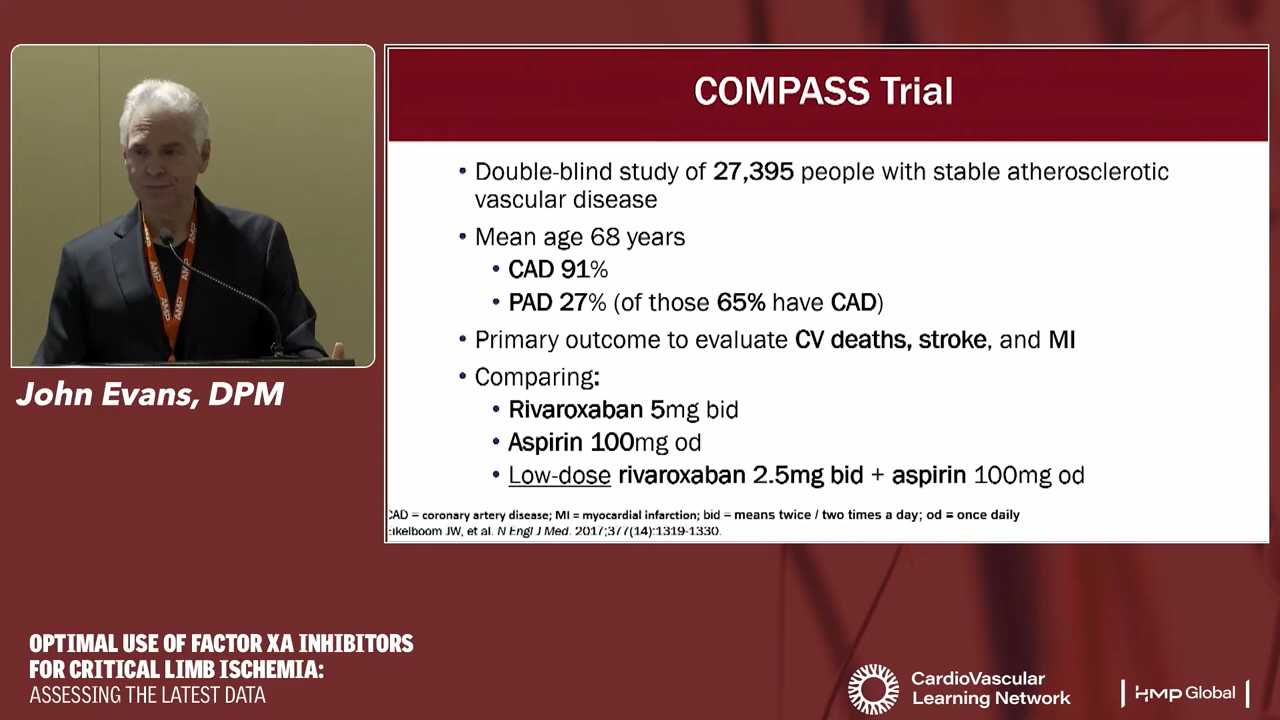 COMPASS Trial
• Double-blind study of 27,395 people with stable atherosclerotic
vascular disease
• Mean age 68 years
• CAD 91%
• PAD 27% (of those 65% have CAD)
• Primary outcome to evaluate CV deaths, stroke, and MI
• Comparing:
• Rivaroxaban 5mg bid
• Aspirin 100mg od
• Low-dose rivaroxaban 2.5mg bid + aspirin 100mg od
CAD = coronary artery disease; MI = myocardial infarction; bid = means twice / two times a day; od = once daily
ikelboom JW, et al. N Engl J Med. 2017;377(14):1319-1330.
AMP
AMP
AMP
AMP
John Evans, DPM
OPTIMAL USE OF FACTOR XA INHIBITORS
FOR CRITICAL LIMB ISCHEMIA:
ASSESSING THE LATEST DATA
CardioVascular
Learning Network
HMP Global